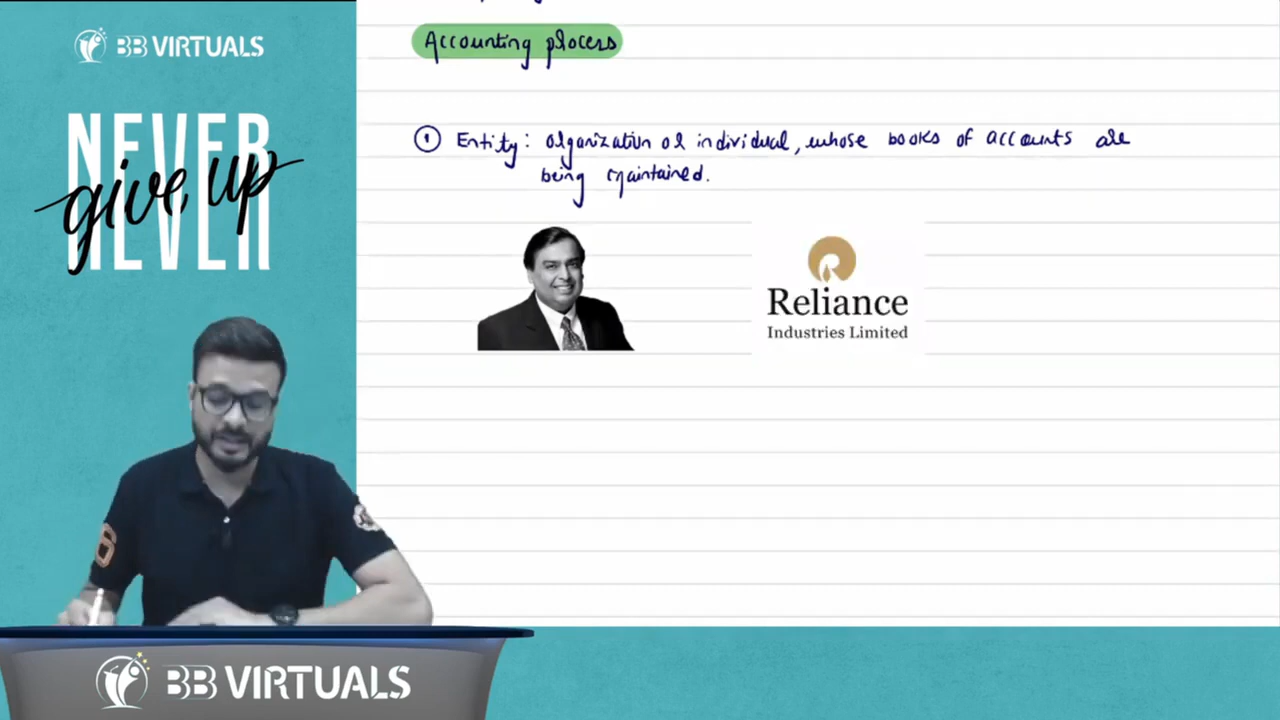 BB VIRTUALS
NEVER
give up
NEVER
Accounting process
1 Entity: organization or individual, whose books of accounts are
being maintained.
Reliance
Industries Limited
6
BB VIRTUALS